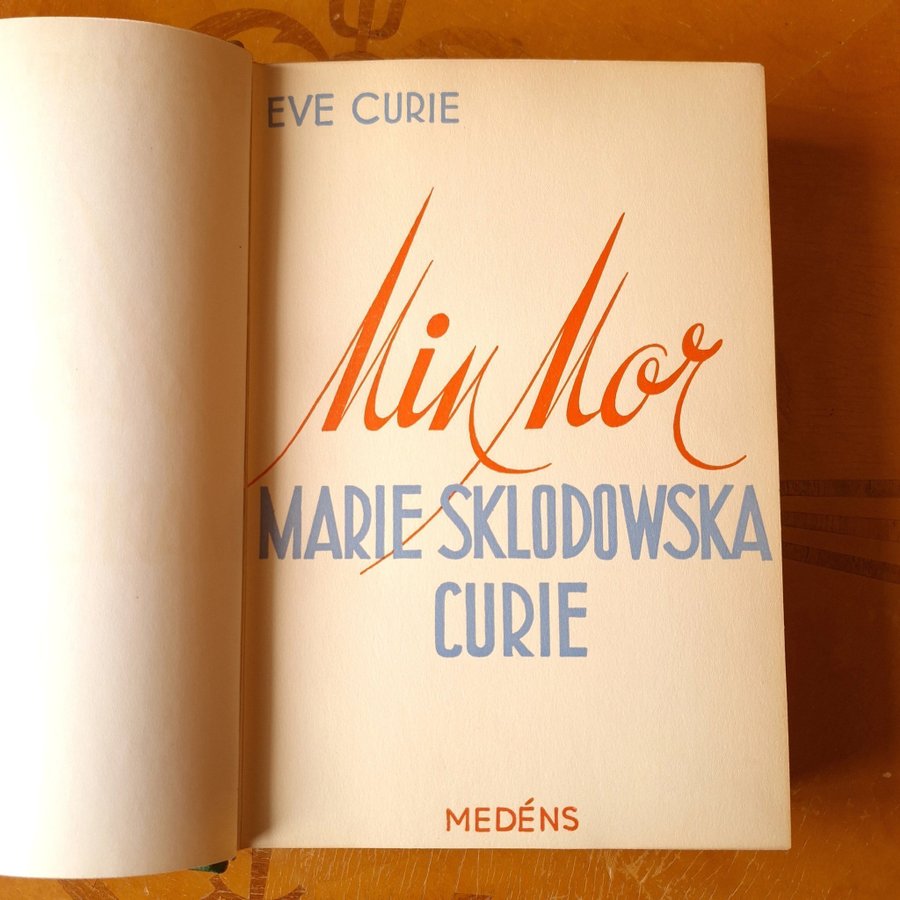 EVE CURIE
Min Mor
MARIE SKLODOWSKA
CURIE
MEDÉNS